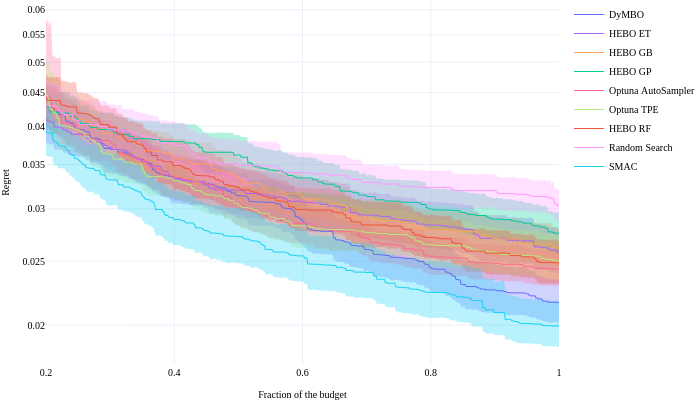 0.06
0.055
0.05
0.045
0.04
0.035
0.03
0.025
0.02
Regret
0.2
0.4
0.6
0.8
1
Fraction of the budget
DyMBO
HEBO ET
HEBO GB
HEBO GP
Optuna AutoSampler
Optuna TPE
HEBO RF
Random Search
SMAC